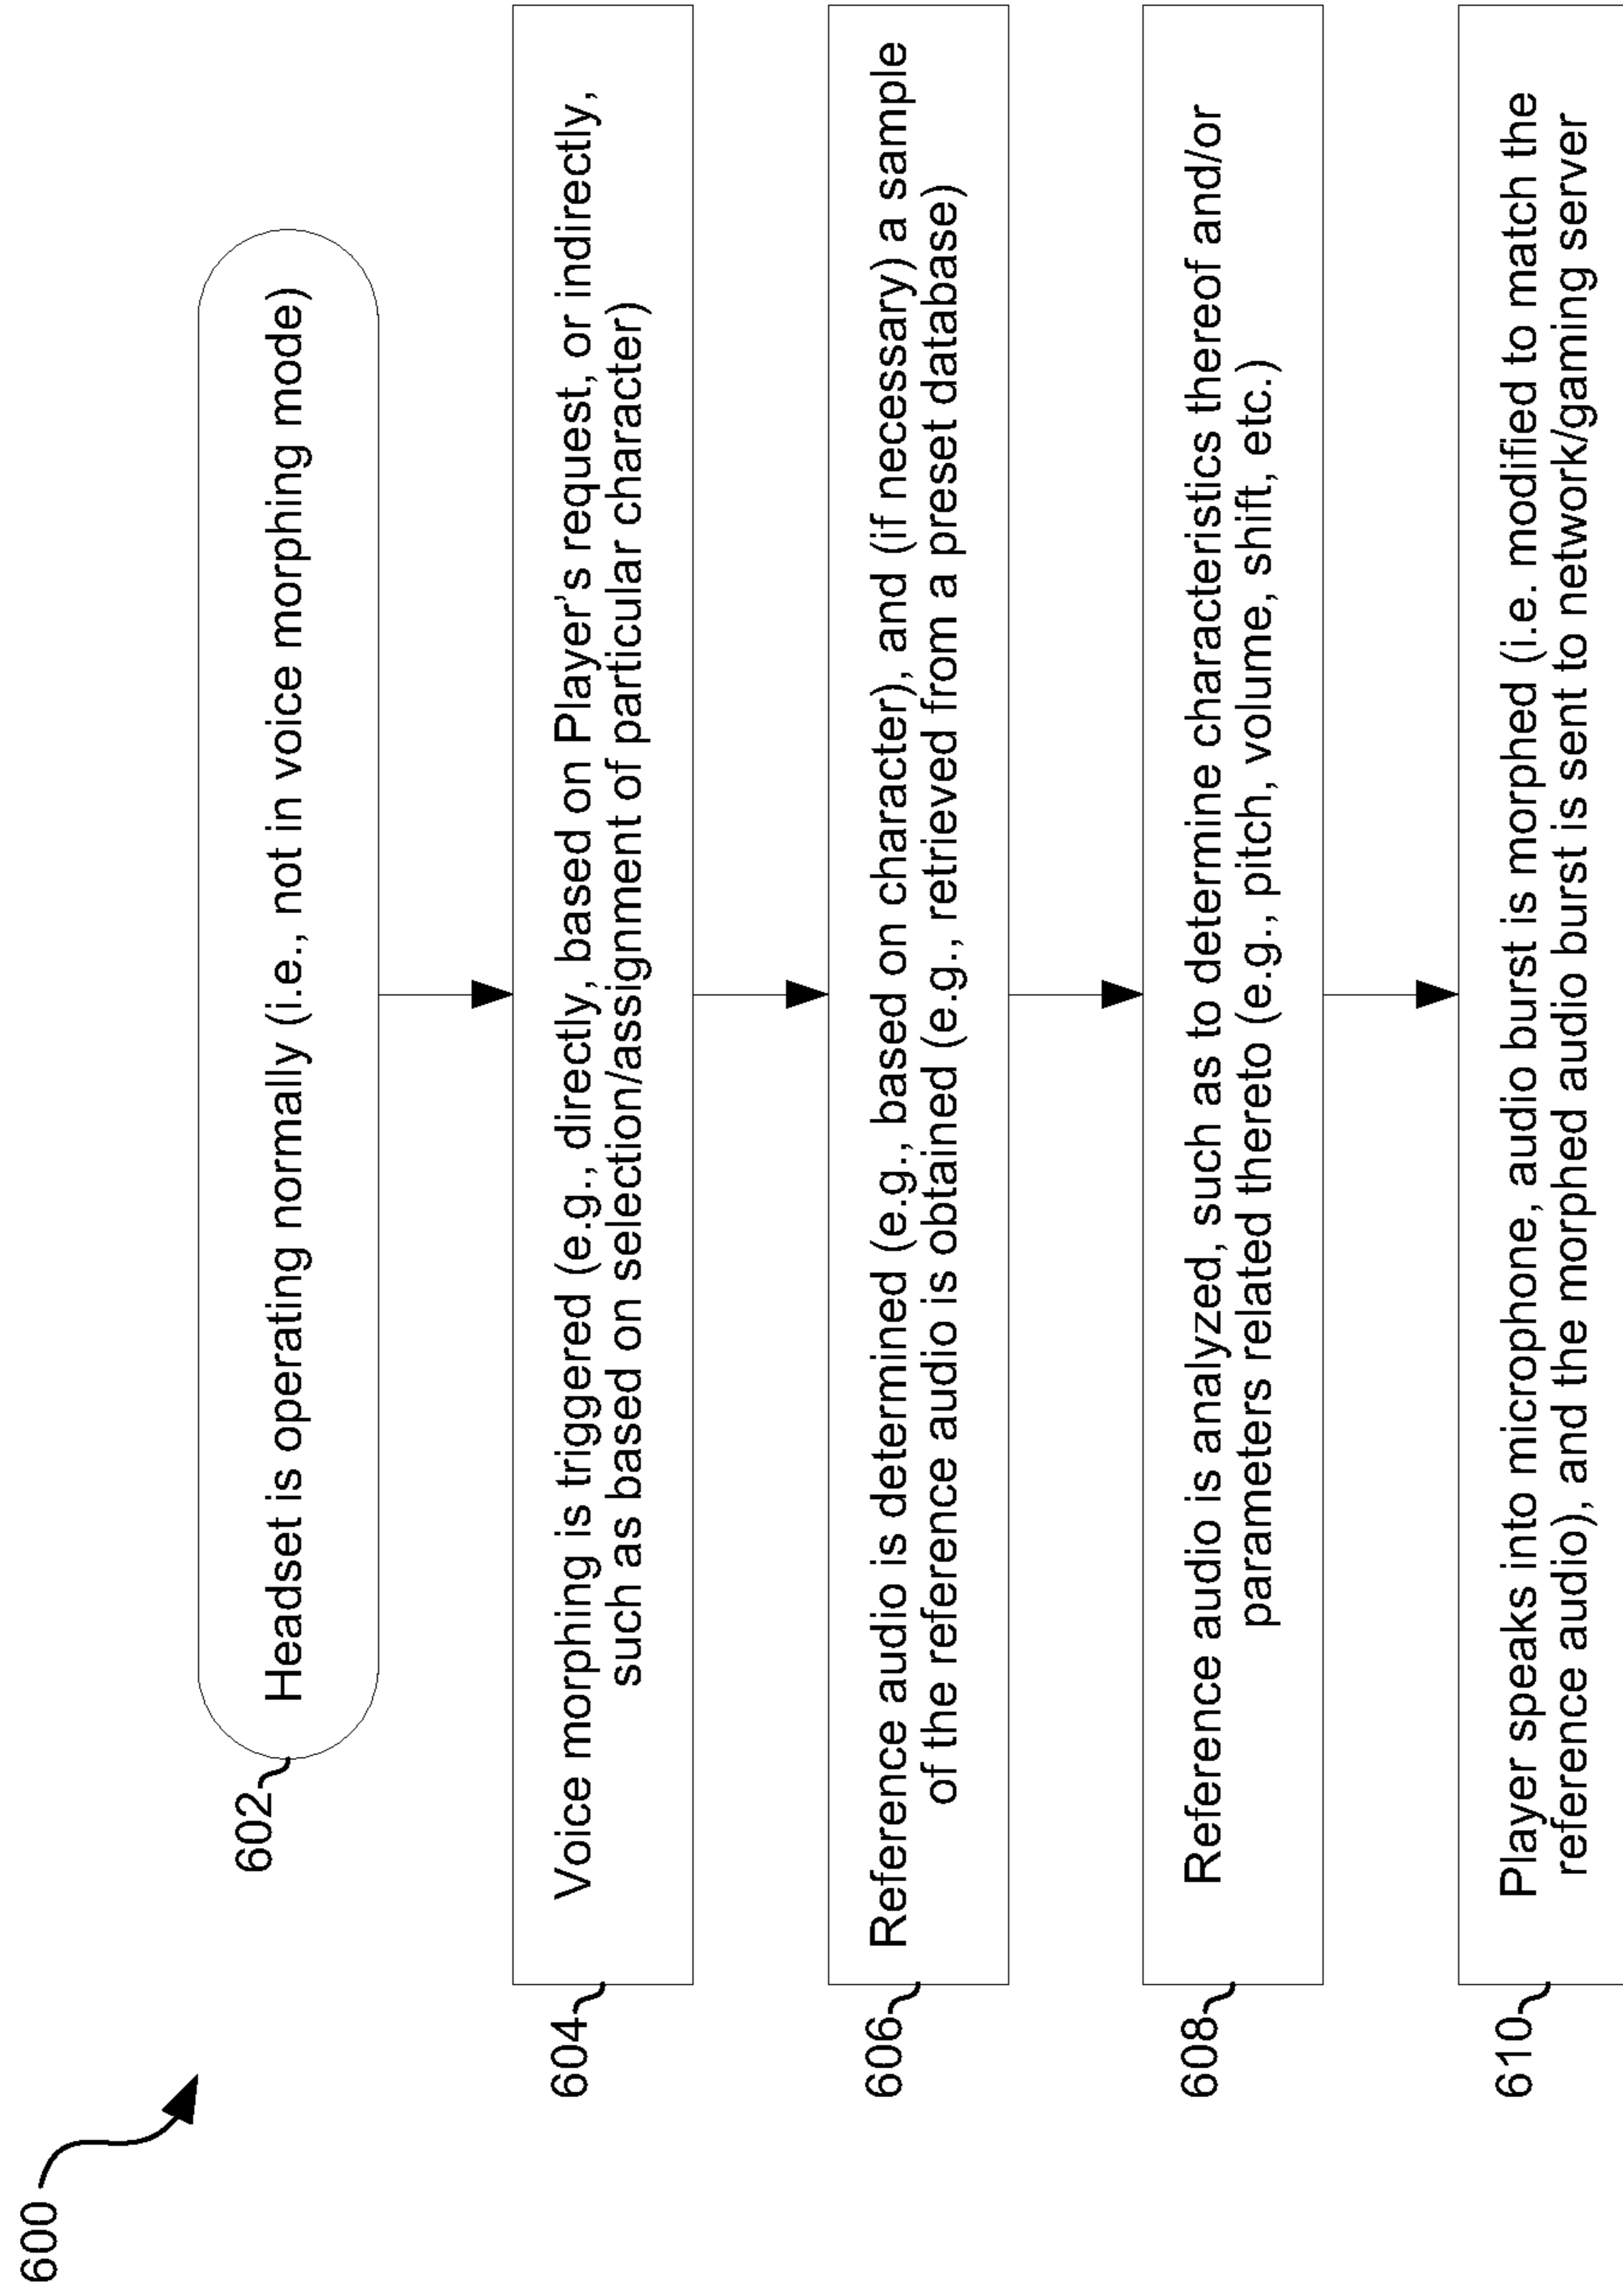 600
602
Headset is operating normally (i.e., not in voice morphing mode)
604
Voice morphing is triggered (e.g., directly, based on Player's request, or indirectly,
such as based on selection/assignment of particular character)
606
Reference audio is determined (e.g., based on character), and (if necessary) a sample
of the reference audio is obtained (e.g., retrieved from a preset database)
608
Reference audio is analyzed, such as to determine characteristics thereof and/or
parameters related thereto (e.g., pitch, volume, shift, etc.)
610
Player speaks into microphone, audio burst is morphed (i.e. modified to match the
reference audio), and the morphed audio burst is sent to network/gaming server